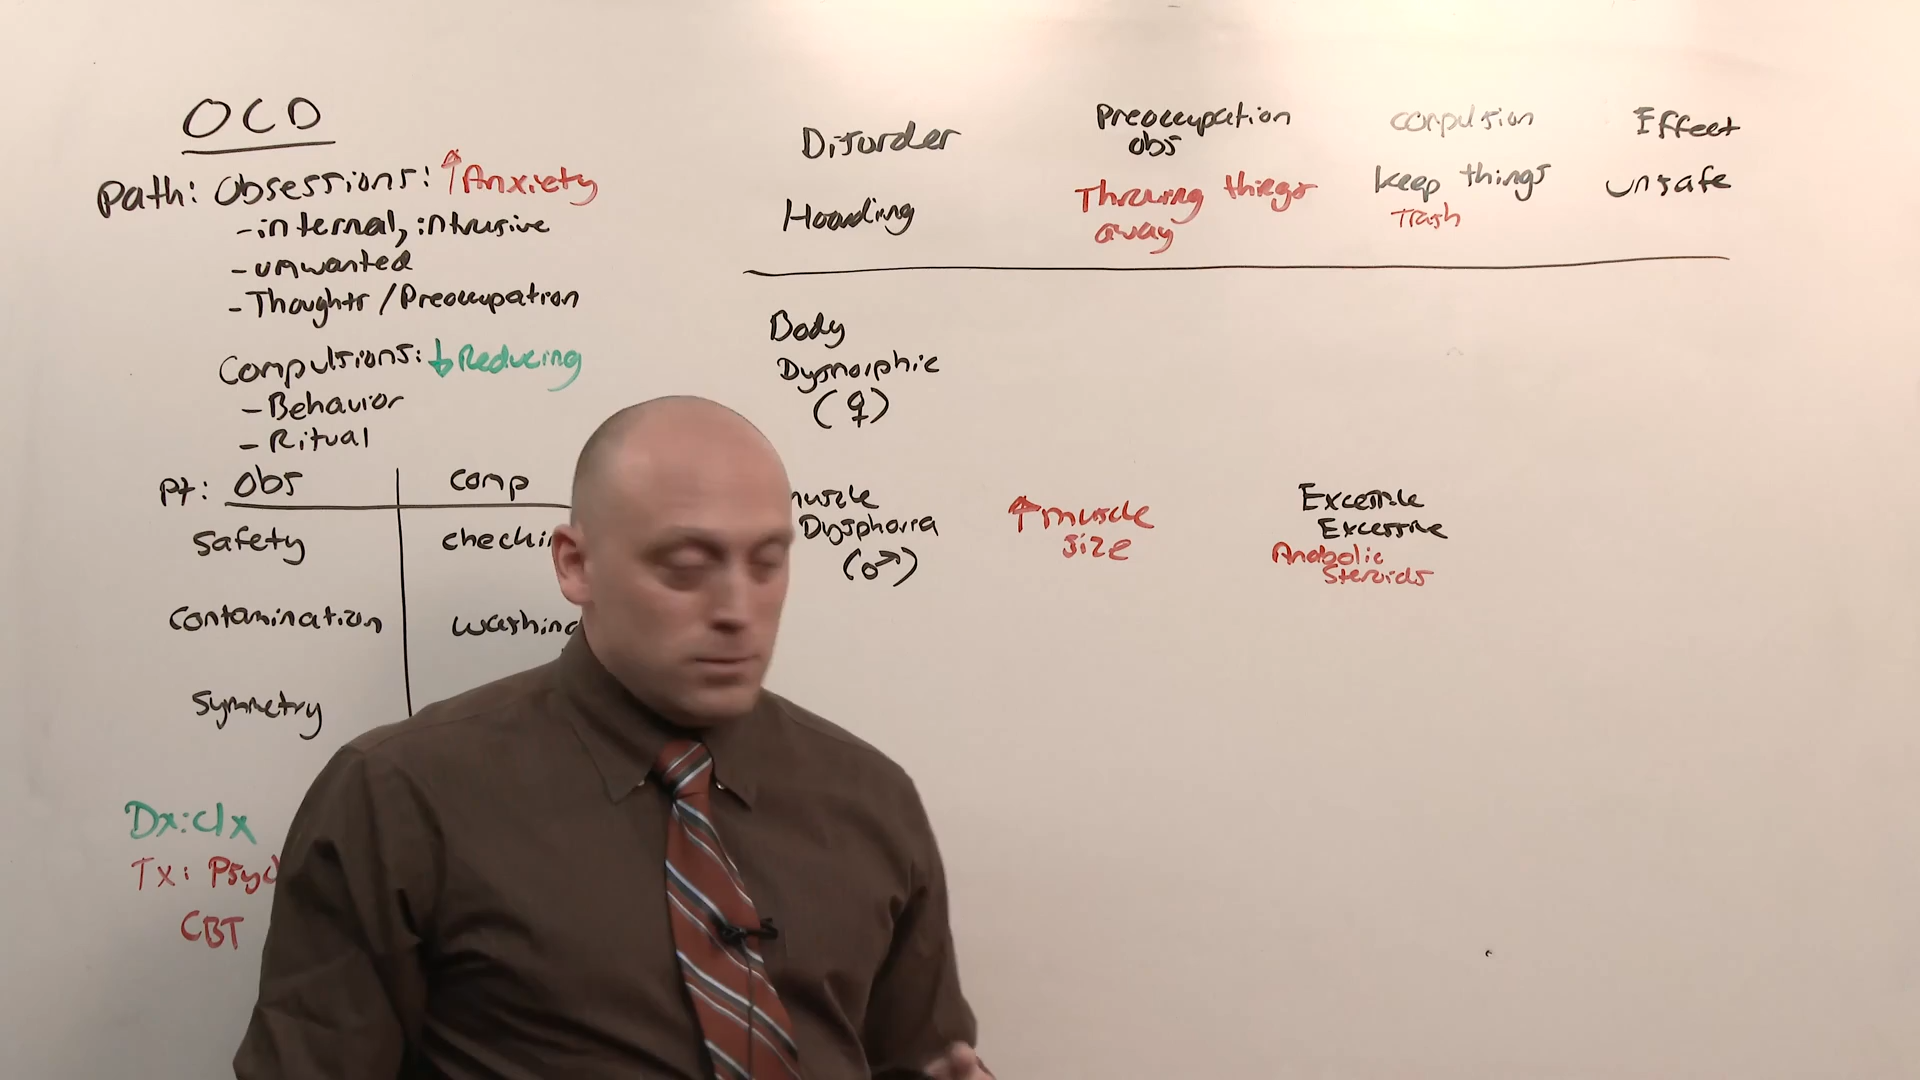 OCD
Path: Obsessions: ↑Anxiety
- internal, intrusive
- unwanted
- Thoughts / Preoccupation
Compulsions: ↓Reducing
- Behavior
- Ritual
Pt: Obs comp
safety
contamination
symmetry
Dx: clx
Tx:
CBT
Disorder Preoccupation compulsion Effect
obs
Hoarding Throwing things keep things unsafe
away Trash
Body
Dysmorphic
(♀)
↑muscle Excessive
Dysphoria size Excessive
(♂) Anabolic
Steroids